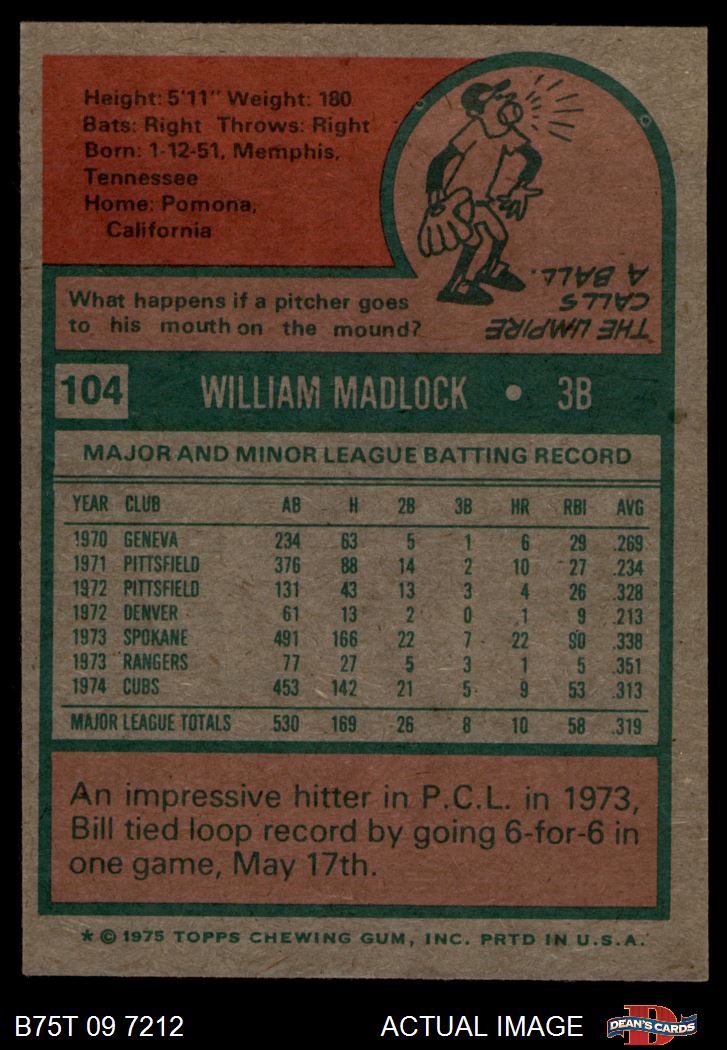 Height: 5'11" Weight: 180
Bats: Right Throws: Right
Born: 1-12-51, Memphis,
Tennessee
Home: Pomona,
California
What happens if a pitcher goes
to his mouth on the mound?
THE UMPIRE
CALLS
A BALL.
104 WILLIAM MADLOCK • 3B
MAJOR AND MINOR LEAGUE BATTING RECORD
YEAR CLUB AB H 2B 3B HR RBI AVG
1970 GENEVA 234 63 5 1 6 29 .269
1971 PITTSFIELD 376 88 14 2 10 27 .234
1972 PITTSFIELD 131 43 13 3 4 26 .328
1972 DENVER 61 13 2 0 1 9 .213
1973 SPOKANE 491 166 22 7 22 90 .338
1973 RANGERS 77 27 5 3 1 5 .351
1974 CUBS 453 142 21 5 9 53 .313
MAJOR LEAGUE TOTALS 530 169 26 8 10 58 .319
An impressive hitter in P.C.L. in 1973,
Bill tied loop record by going 6-for-6 in
one game, May 17th.
* © 1975 TOPPS CHEWING GUM, INC. PRTD IN U.S.A.
B75T 09 7212 ACTUAL IMAGE
DEAN'S CARDS